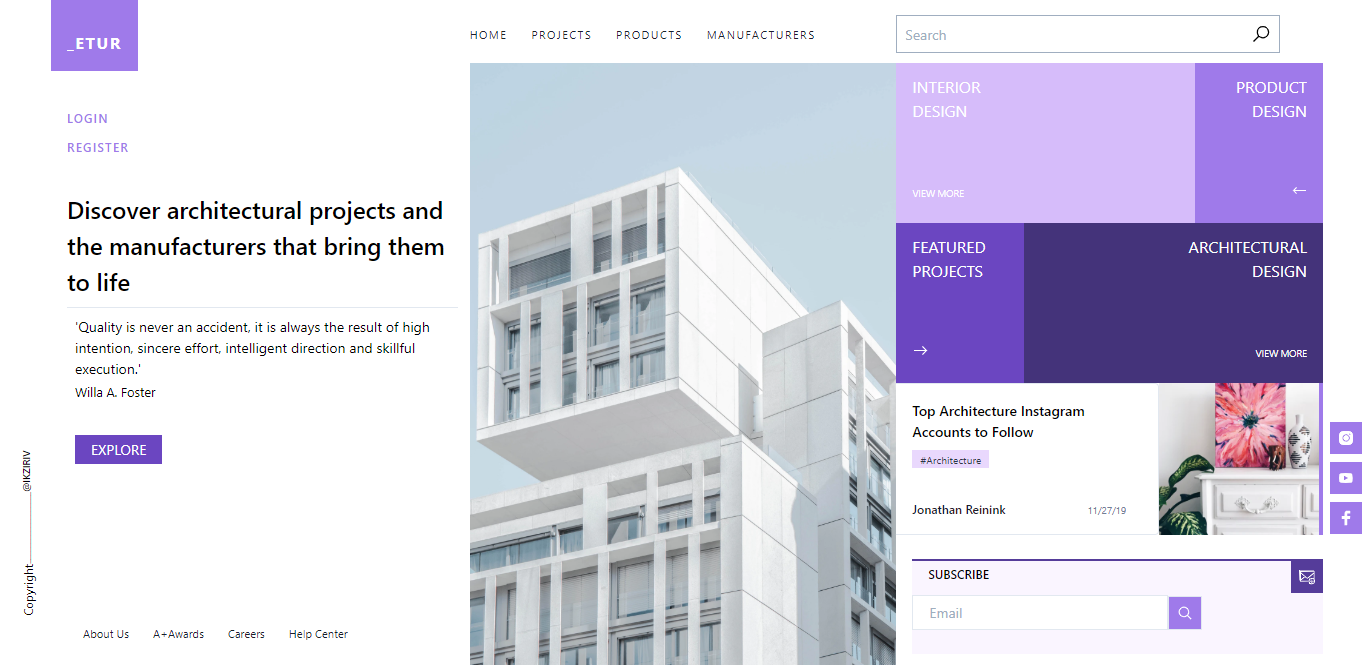 _ETUR
HOME PROJECTS PRODUCTS MANUFACTURERS
Search
LOGIN
REGISTER
Discover architectural projects and
the manufacturers that bring them
to life
'Quality is never an accident, it is always the result of high
intention, sincere effort, intelligent direction and skillful
execution.'
Willa A. Foster
EXPLORE
Copyright
@IKZIRIV
About Us A+Awards Careers Help Center
INTERIOR
DESIGN
VIEW MORE
PRODUCT
DESIGN
←
FEATURED
PROJECTS
→
ARCHITECTURAL
DESIGN
VIEW MORE
Top Architecture Instagram
Accounts to Follow
#Architecture
Jonathan Reinink 11/27/19
SUBSCRIBE
Email